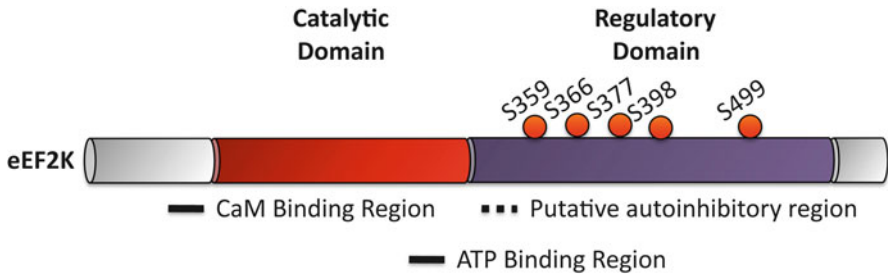 Catalytic Domain
Regulatory Domain
S359 S366 S377 S398 S499
eEF2K
CaM Binding Region Putative autoinhibitory region
ATP Binding Region